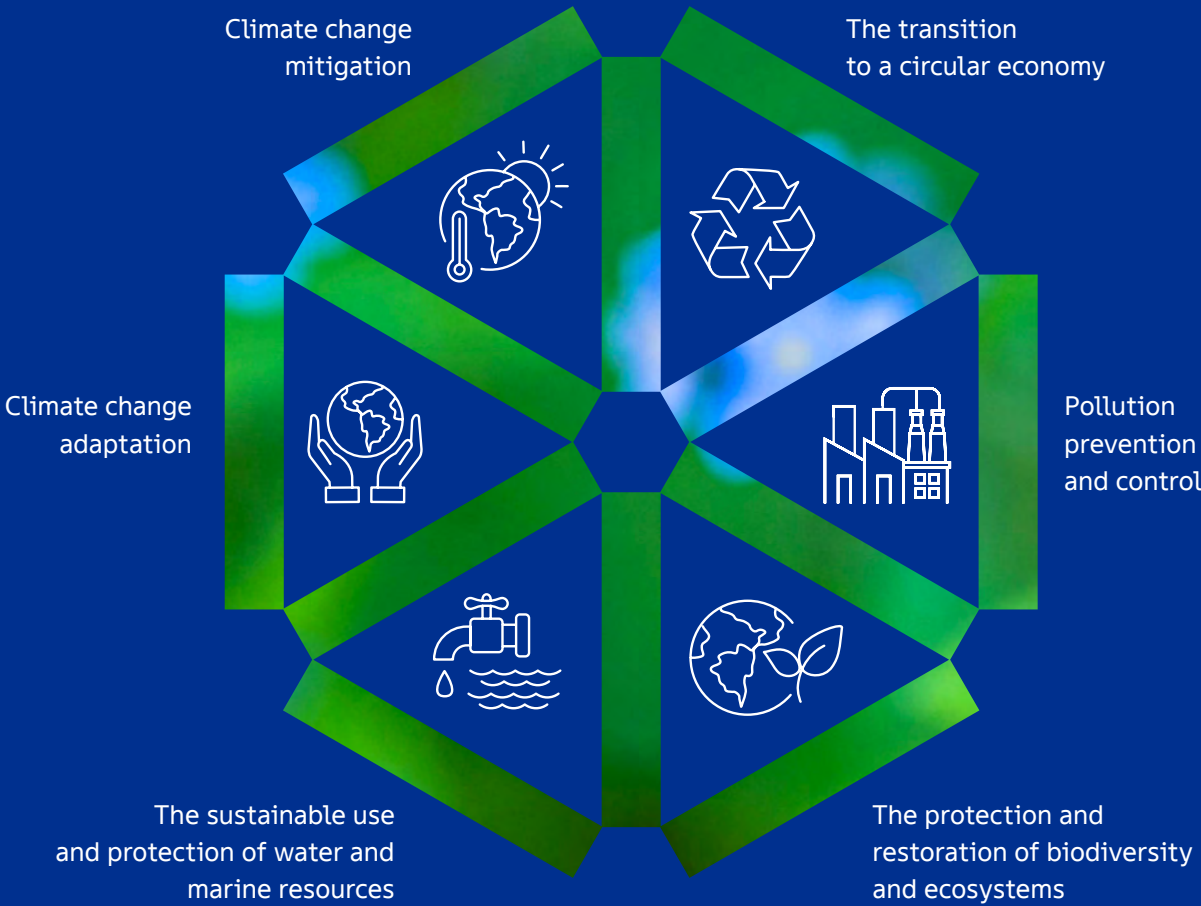 Climate change
mitigation
The transition
to a circular economy
Climate change
adaptation
Pollution
prevention
and control
The sustainable use
and protection of water and
marine resources
The protection and
restoration of biodiversity
and ecosystems